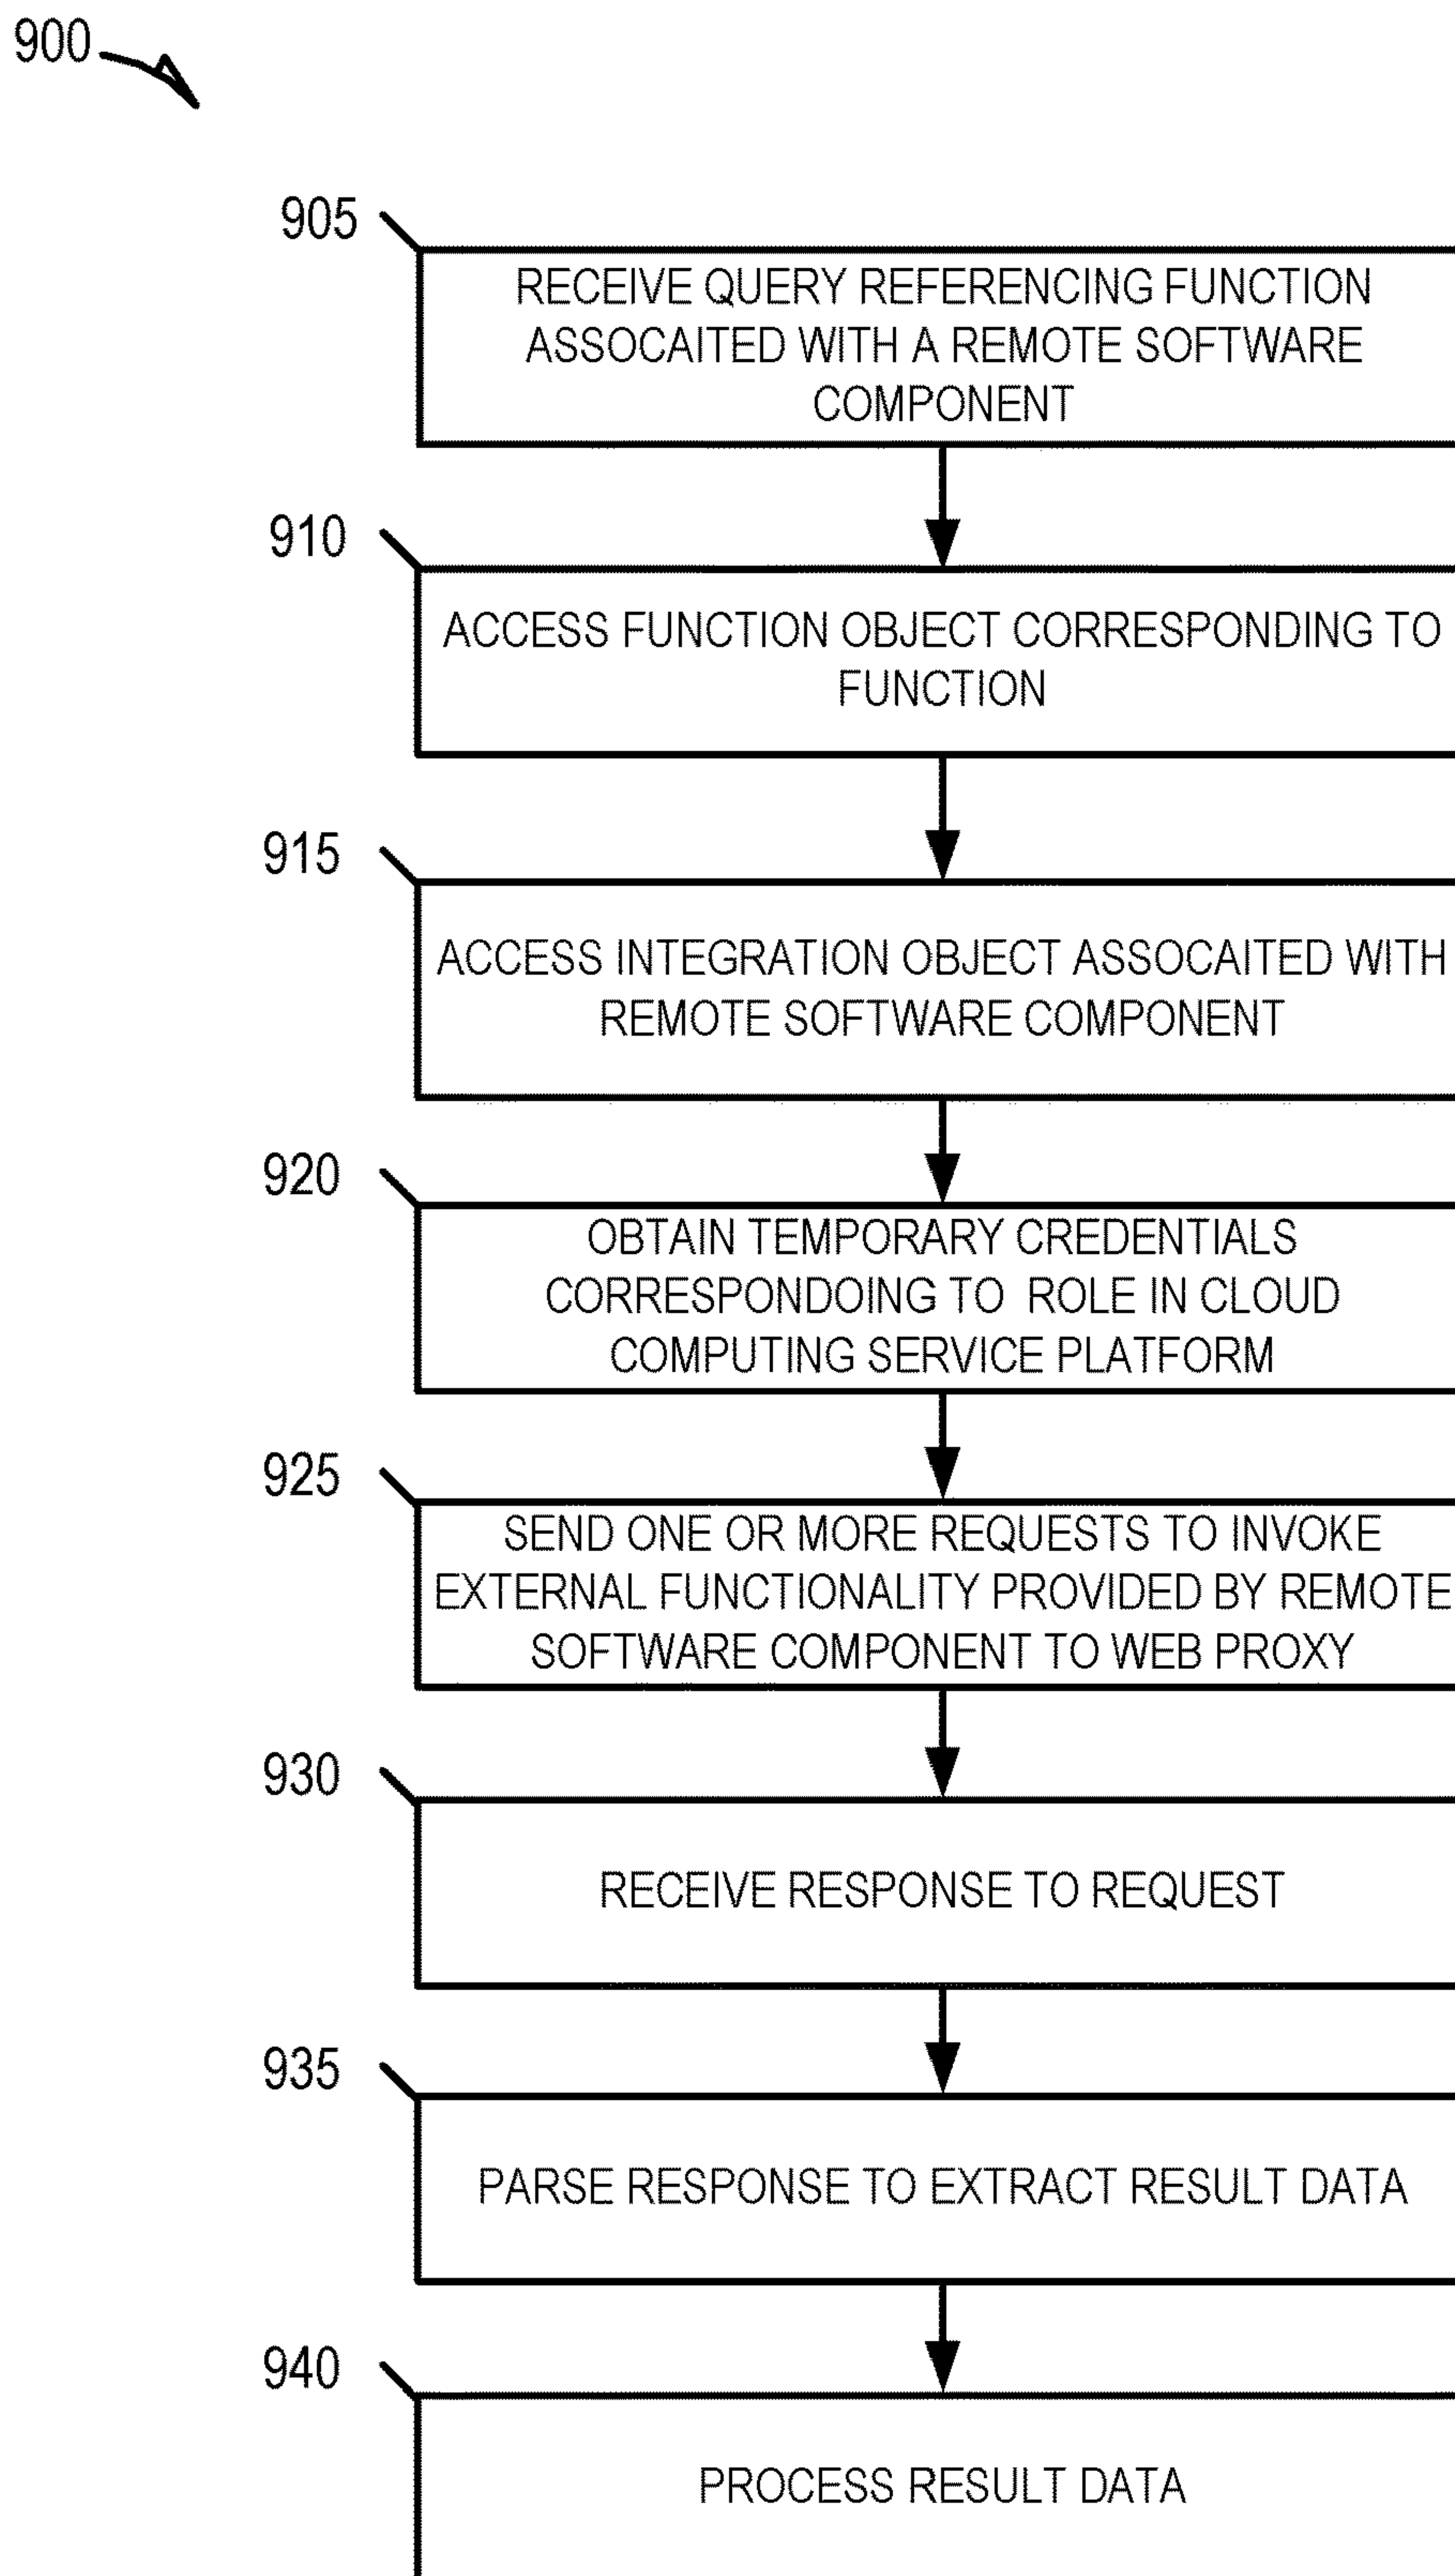 900
905
RECEIVE QUERY REFERENCING FUNCTION
ASSOCAITED WITH A REMOTE SOFTWARE
COMPONENT
910
ACCESS FUNCTION OBJECT CORRESPONDING TO
FUNCTION
915
ACCESS INTEGRATION OBJECT ASSOCAITED WITH
REMOTE SOFTWARE COMPONENT
920
OBTAIN TEMPORARY CREDENTIALS
CORRESPONDOING TO ROLE IN CLOUD
COMPUTING SERVICE PLATFORM
925
SEND ONE OR MORE REQUESTS TO INVOKE
EXTERNAL FUNCTIONALITY PROVIDED BY REMOTE
SOFTWARE COMPONENT TO WEB PROXY
930
RECEIVE RESPONSE TO REQUEST
935
PARSE RESPONSE TO EXTRACT RESULT DATA
940
PROCESS RESULT DATA